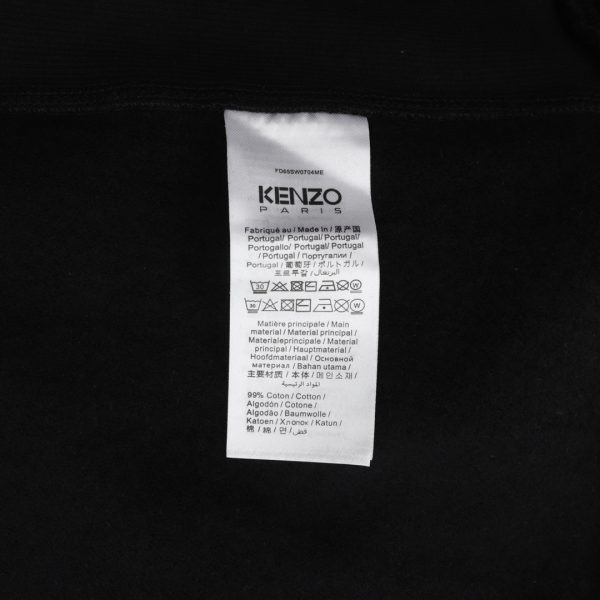 FD65SW0704ME
KENZO
PARIS
Fabriqué au / Made in / 原产国
Portugal/ Portugal/ Portugal/
Portogallo/ Portugal/ Portugal
/ Portugal / Португалии /
Portugal / 葡萄牙 / ポルトガル /
포르투갈 / البرتغال
30 W
30 W
Matière principale / Main
material / Material principal /
Materialeprincipale / Material
principal / Hauptmaterial /
Hoofdmateriaal / Основной
материал / Bahan utama /
主要材质 / 本体 / 메인 소재 /
المواد الرئيسية
99% Coton / Cotton /
Algodón / Cotone /
Algodão / Baumwolle /
Katoen / Хлопок / Katun /
棉 / 綿 / 면 / قطن